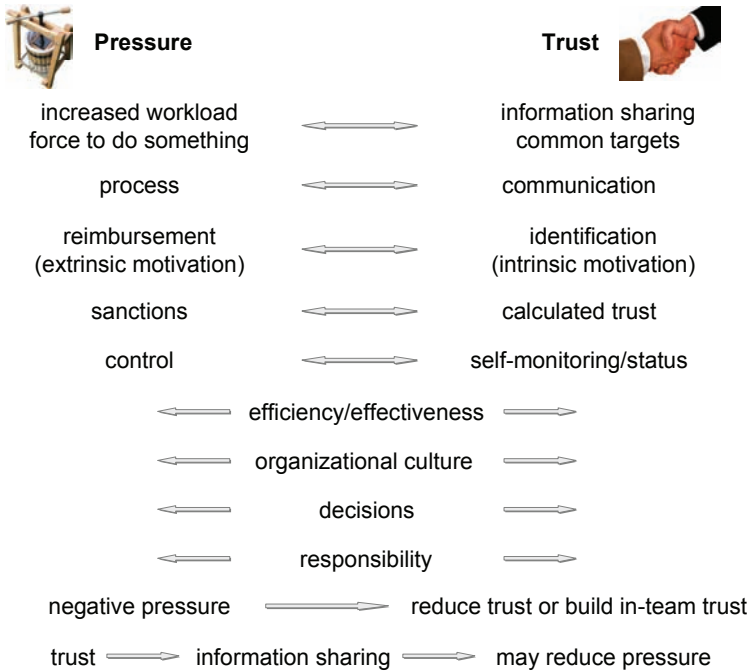 Pressure Trust
increased workload information sharing
force to do something common targets
process communication
reimbursement identification
(extrinsic motivation) (intrinsic motivation)
sanctions calculated trust
control self-monitoring/status
efficiency/effectiveness
organizational culture
decisions
responsibility
negative pressure reduce trust or build in-team trust
trust information sharing may reduce pressure